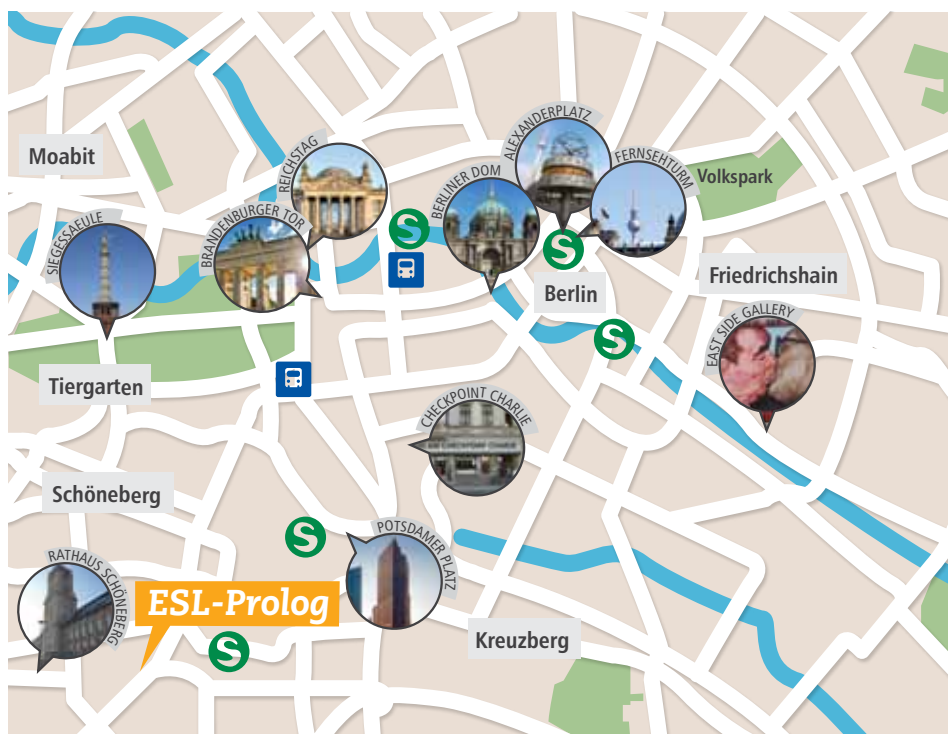 ALEXANDERPLATZ
REICHSTAG
BERLINER DOM
FERNSEHTURM
Moabit
Volkspark
SIEGESSAEULE
BRANDENBURGER TOR
S
S
Berlin
Friedrichshain
S
EAST SIDE GALLERY
Tiergarten
CHECKPOINT CHARLIE
Schöneberg
S
POTSDAMER PLATZ
RATHAUS SCHÖNEBERG
ESL-Prolog
S
Kreuzberg